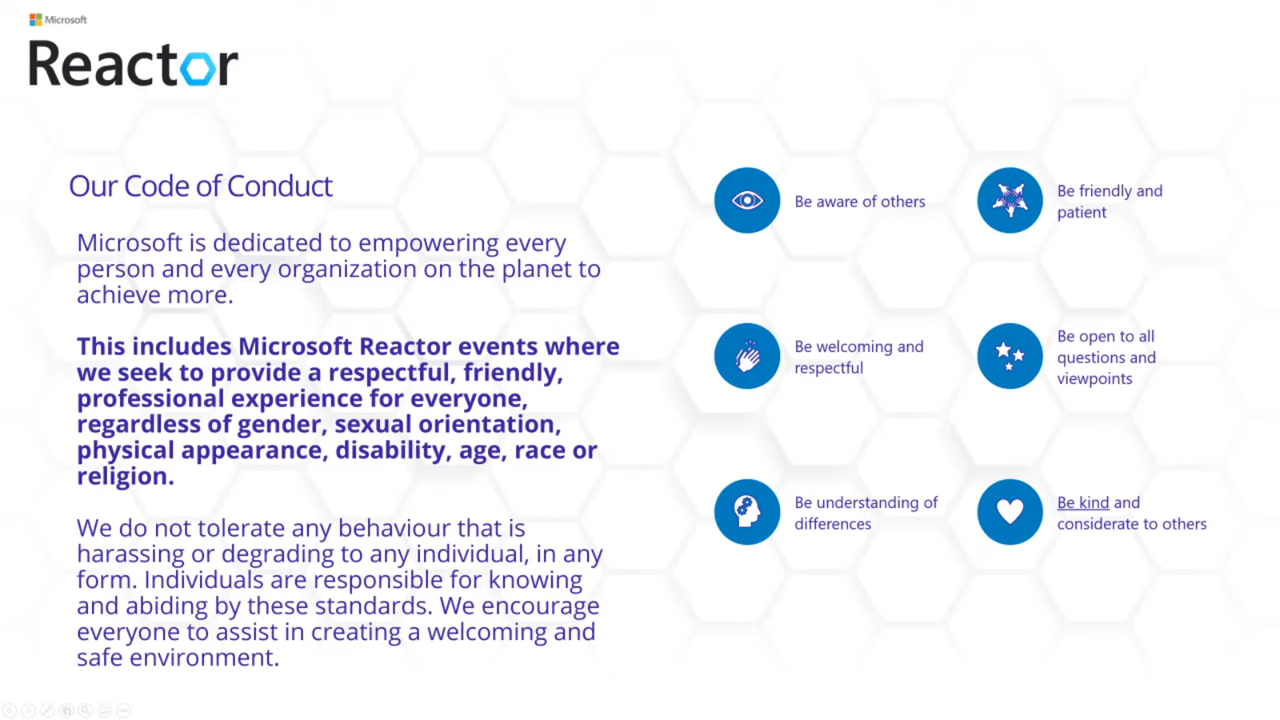 Microsoft
Reactor
Our Code of Conduct
Microsoft is dedicated to empowering every
person and every organization on the planet to
achieve more.
This includes Microsoft Reactor events where
we seek to provide a respectful, friendly,
professional experience for everyone,
regardless of gender, sexual orientation,
physical appearance, disability, age, race or
religion.
We do not tolerate any behaviour that is
harassing or degrading to any individual, in any
form. Individuals are responsible for knowing
and abiding by these standards. We encourage
everyone to assist in creating a welcoming and
safe environment.
Be aware of others
Be friendly and
patient
Be welcoming and
respectful
Be open to all
questions and
viewpoints
Be understanding of
differences
Be kind and
considerate to others